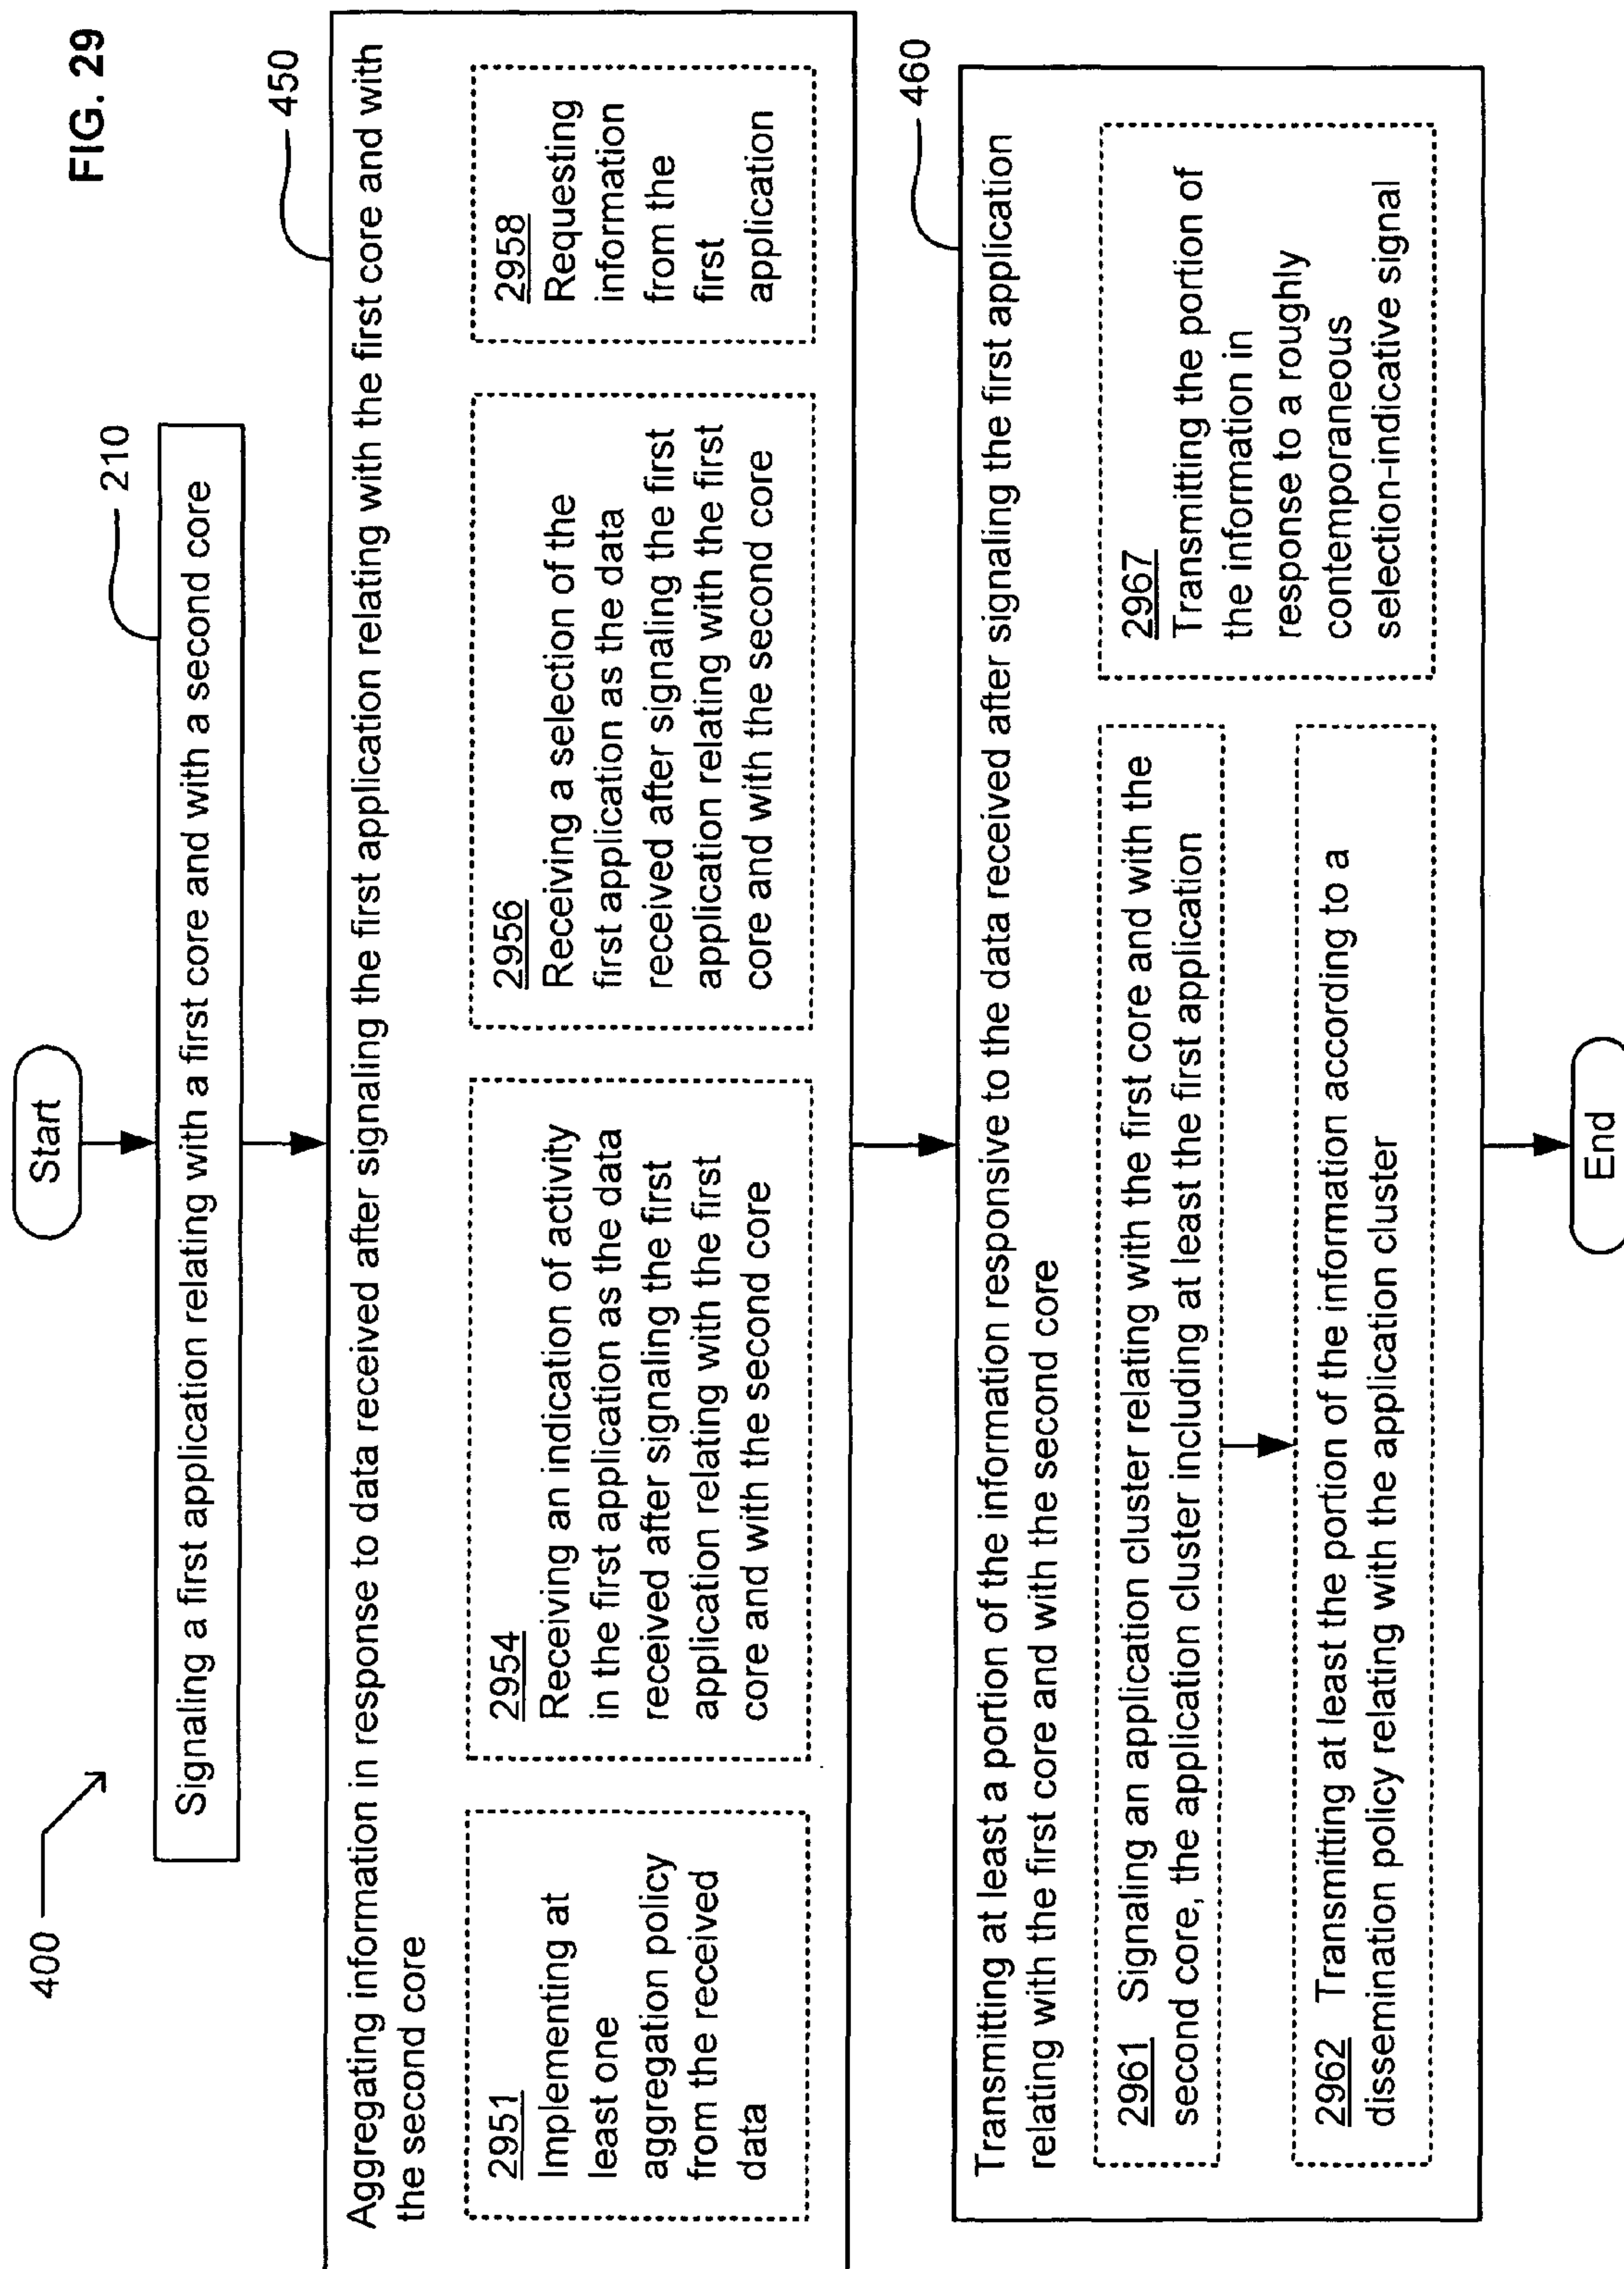 FIG. 29
400
Start
210
Signaling a first application relating with a first core and with a second core
450
Aggregating information in response to data received after signaling the first application relating with the first core and with
the second core
2951
Implementing at
least one
aggregation policy
from the received
data
2954
Receiving an indication of activity
in the first application as the data
received after signaling the first
application relating with the first
core and with the second core
2956
Receiving a selection of the
first application as the data
received after signaling the first
application relating with the first
core and with the second core
2958
Requesting
information
from the
first
application
460
Transmitting at least a portion of the information responsive to the data received after signaling the first application
relating with the first core and with the second core
2961 Signaling an application cluster relating with the first core and with the
second core, the application cluster including at least the first application
2962 Transmitting at least the portion of the information according to a
dissemination policy relating with the application cluster
2967
Transmitting the portion of
the information in
response to a roughly
contemporaneous
selection-indicative signal
End